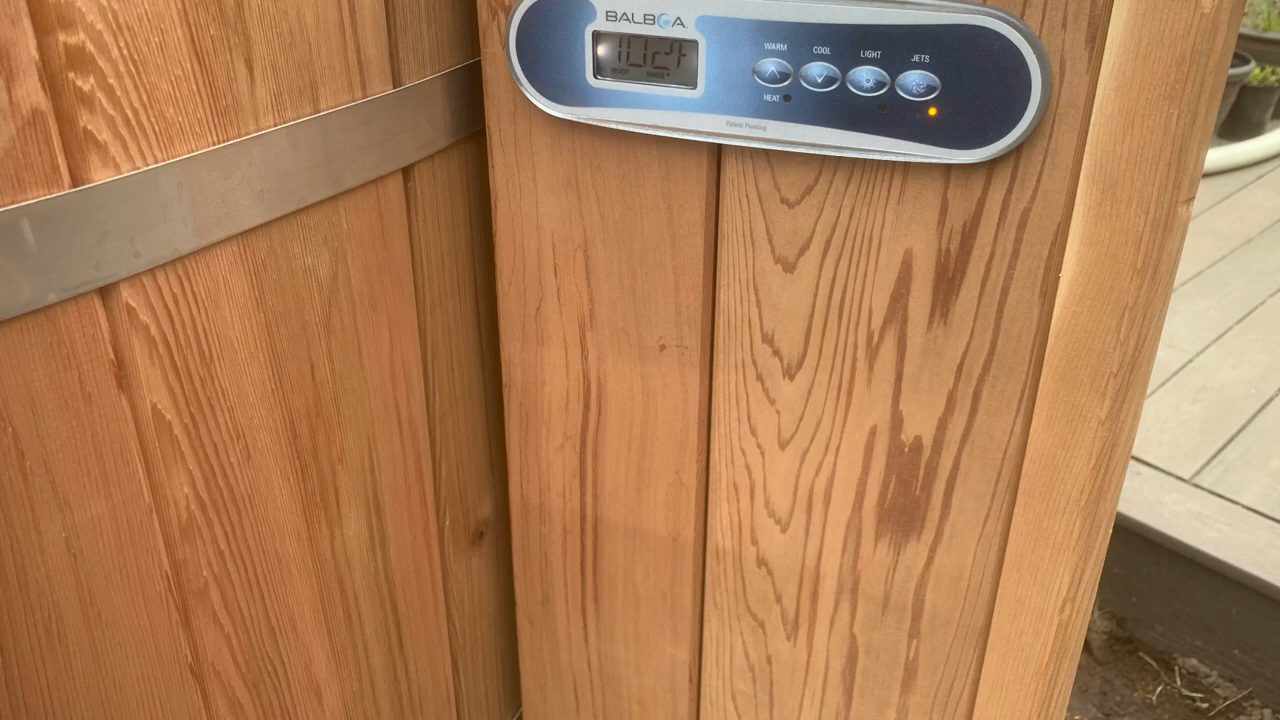 BALBOA
102F
READY RANGE
WARM COOL LIGHT JETS
HEAT
Patent Pending